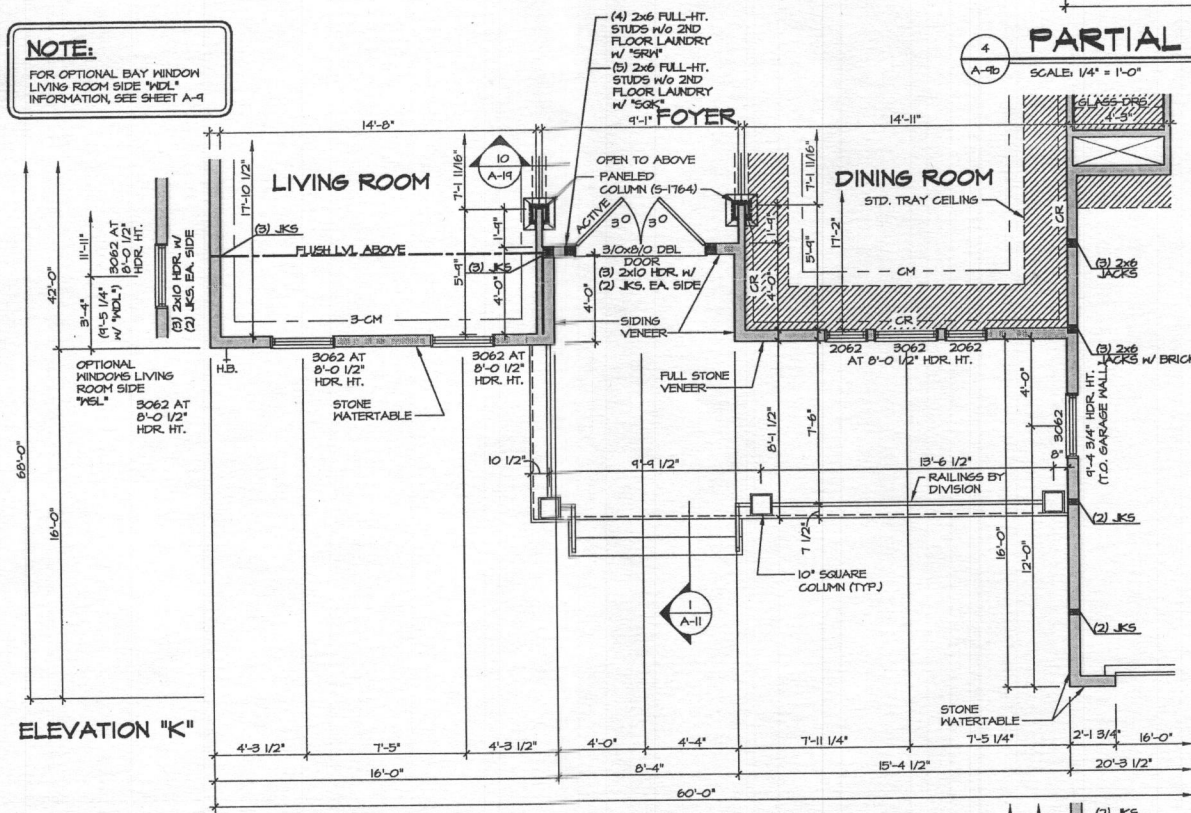 NOTE:
FOR OPTIONAL BAY WINDOW
LIVING ROOM SIDE "WDL"
INFORMATION, SEE SHEET A-9
(4) 2x6 FULL-HT.
STUDS W/O 2ND
FLOOR LAUNDRY
W/ "SRW"
(5) 2x6 FULL-HT.
STUDS W/O 2ND
FLOOR LAUNDRY
W/ "SGK"
4
A-9b
PARTIAL
SCALE: 1/4" = 1'-0"
GLASS DRS.
4'-3"
14'-8"
9'-1"
FOYER
14'-11"
10
A-19
OPEN TO ABOVE
PANELED
COLUMN (S-1764)
LIVING ROOM
DINING ROOM
STD. TRAY CEILING
17'-10 1/2"
7'-1 11/16"
7'-1 11/16"
17'-2"
(3) JKS
FLUSH LVL ABOVE
(3) JKS
ACTIVE
3 0
3 0
3/0x8/0 DBL
DOOR
(3) 2x10 HDR. W/
(2) JKS. EA. SIDE
1'-9"
5'-9"
4'-0"
4'-0"
1'-9"
5'-9"
4'-0"
CR
CR
CR
CM
3-CM
(3) 2x6
JACKS
(3) 2x6
JACKS W/ BRICK
42'-0"
11'-11"
3'-4"
(9'-5 1/4"
W/ "WDL")
3062 AT
8'-0 1/2"
HDR. HT.
(3) 2x10 HDR. W/
(2) JKS. EA. SIDE
SIDING
VENEER
OPTIONAL
WINDOWS LIVING
ROOM SIDE
"WSL"
3062 AT
8'-0 1/2"
HDR. HT.
H.B.
3062 AT
8'-0 1/2"
HDR. HT.
3062 AT
8'-0 1/2"
HDR. HT.
STONE
WATERTABLE
FULL STONE
VENEER
2062 3062 2062
AT 8'-0 1/2" HDR. HT.
4'-0"
3062
9'-4 3/4" HDR. HT.
(T.O. GARAGE WALL)
8'-1 1/2"
7'-6"
10 1/2"
9'-9 1/2"
13'-6 1/2"
8"
RAILINGS BY
DIVISION
7 1/2"
10" SQUARE
COLUMN (TYP.)
16'-0"
12'-0"
(2) JKS
(2) JKS
68'-0"
16'-0"
1
A-11
STONE
WATERTABLE
ELEVATION "K"
4'-3 1/2"
7'-5"
4'-3 1/2"
4'-0"
4'-4"
7'-11 1/4"
7'-5 1/4"
2'-1 3/4"
16'-0"
16'-0"
8'-4"
15'-4 1/2"
20'-3 1/2"
60'-0"
(2) JKS